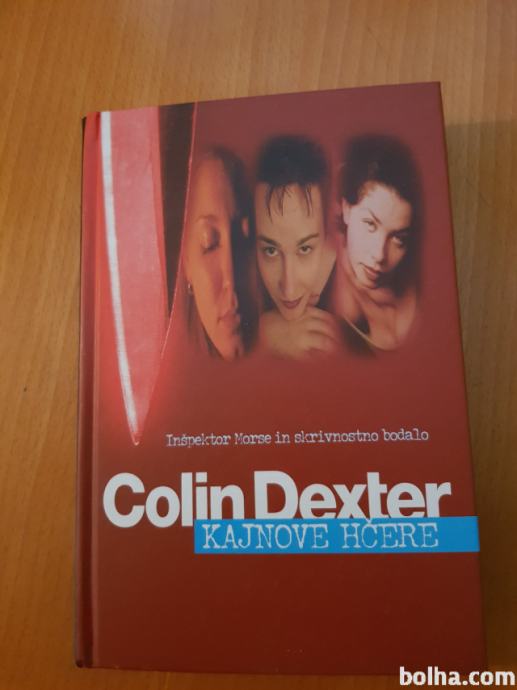 Inšpektor Morse in skrivnostno bodalo
Colin Dexter
KAJNOVE HČERE
bolha.com